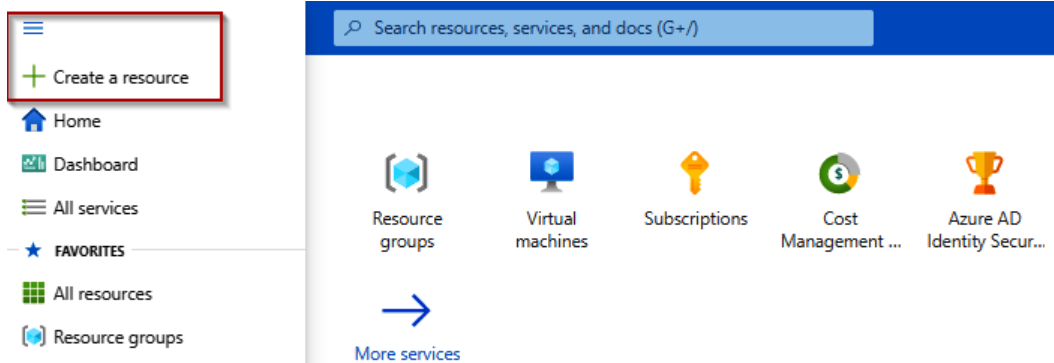 Search resources, services, and docs (G+/)
Create a resource
Home
Dashboard
All services
FAVORITES
All resources
Resource groups
Resource
groups
Virtual
machines
Subscriptions
Cost
Management ...
Azure AD
Identity Secur...
More services